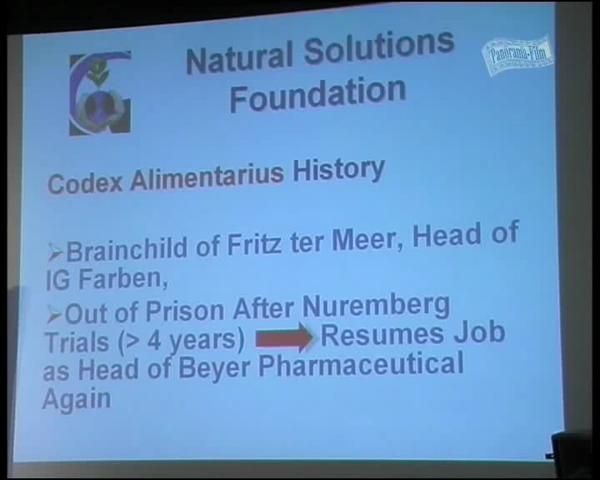 Natural Solutions
Foundation
Panorama-Film
Codex Alimentarius History
➢Brainchild of Fritz ter Meer, Head of
IG Farben,
➢Out of Prison After Nuremberg
Trials (> 4 years) Resumes Job
as Head of Beyer Pharmaceutical
Again